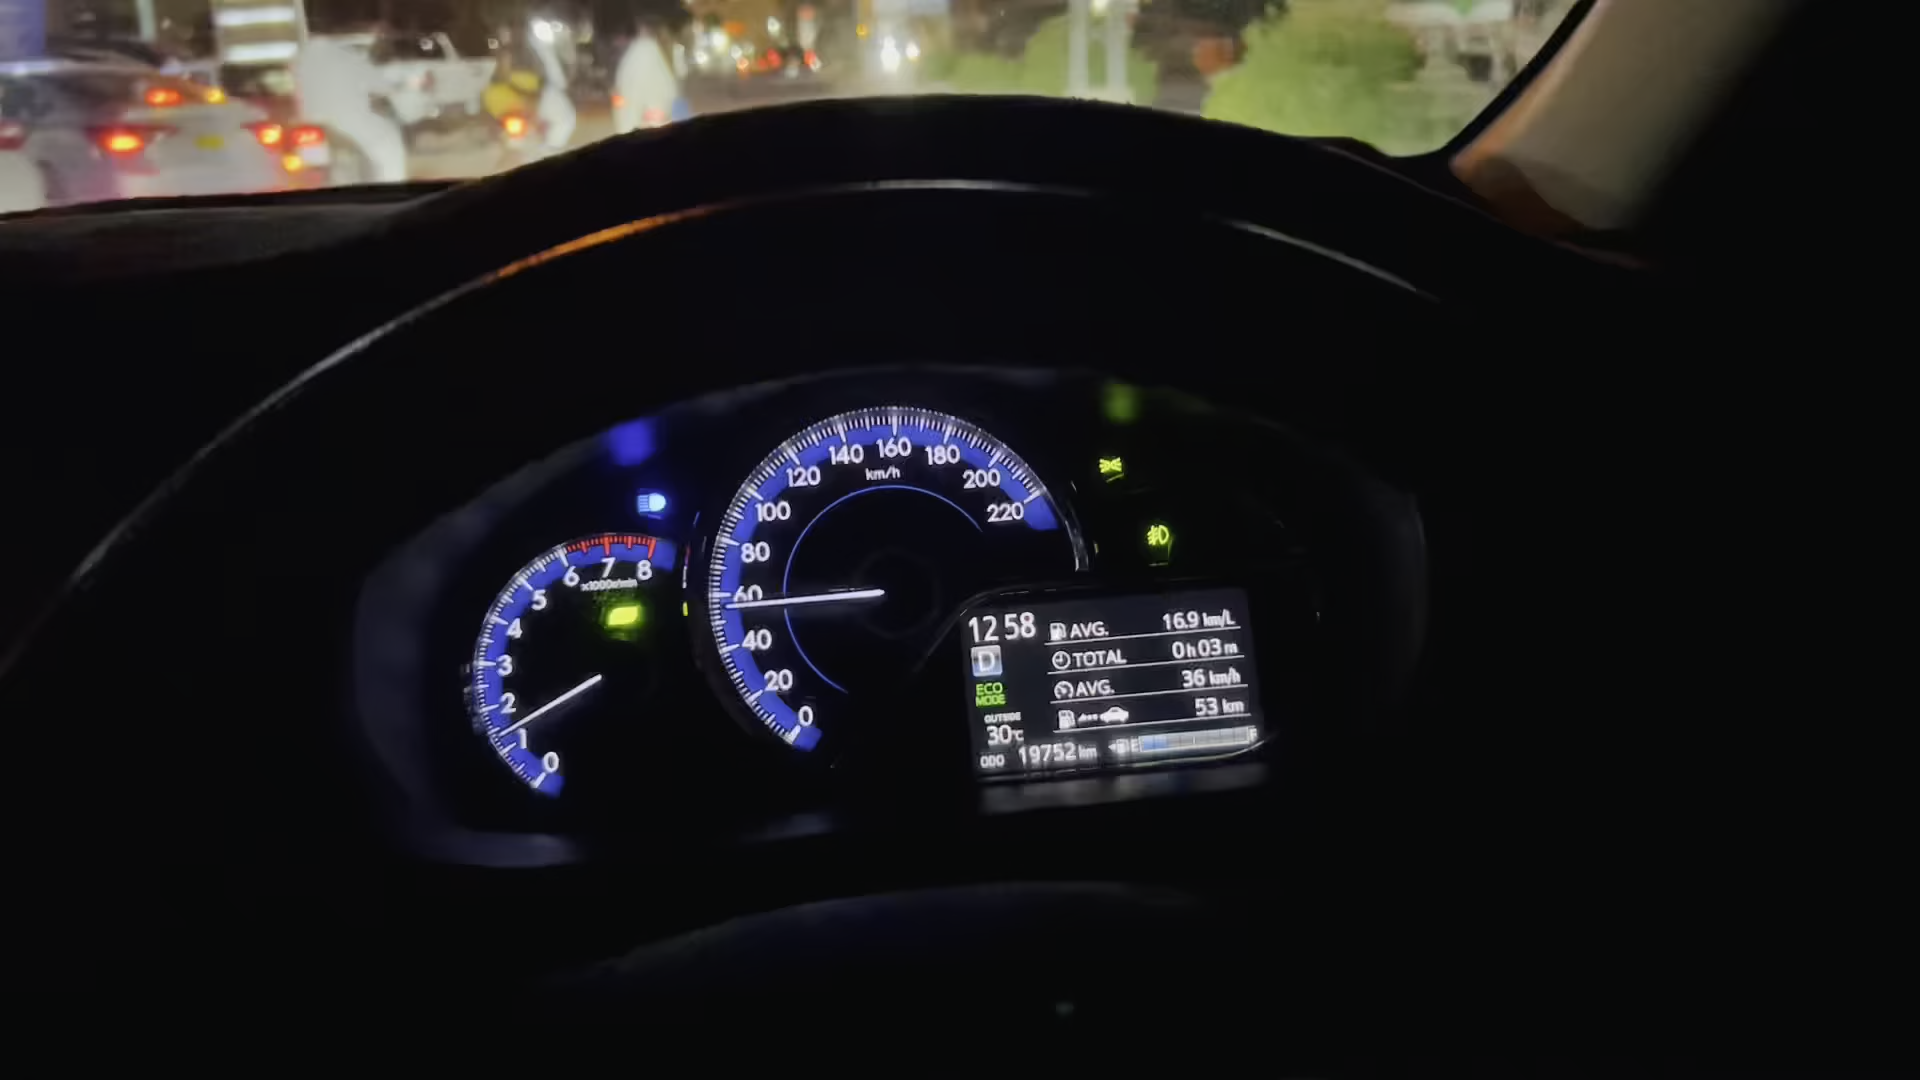 0
1
2
3
4
5
6
7
8
x1000r/min
0
20
40
60
80
100
120
140
160
180
200
220
km/h
12 58
D
ECO
MODE
OUTSIDE
30℃
AVG. 16.9 km/L
TOTAL 0h03m
AVG. 36 km/h
53 km
ODO 19752 km E F